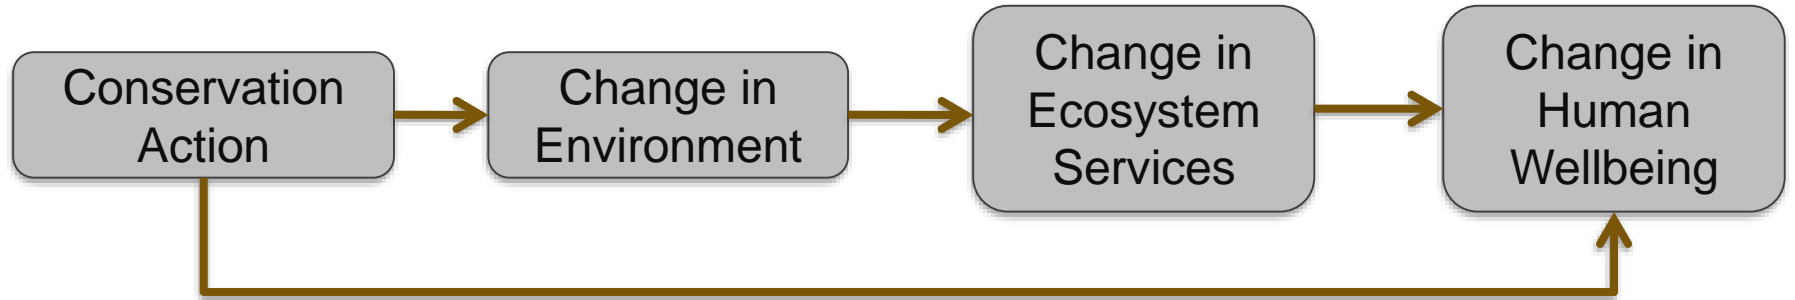 Conservation
Action
Change in
Environment
Change in
Ecosystem
Services
Change in
Human
Wellbeing